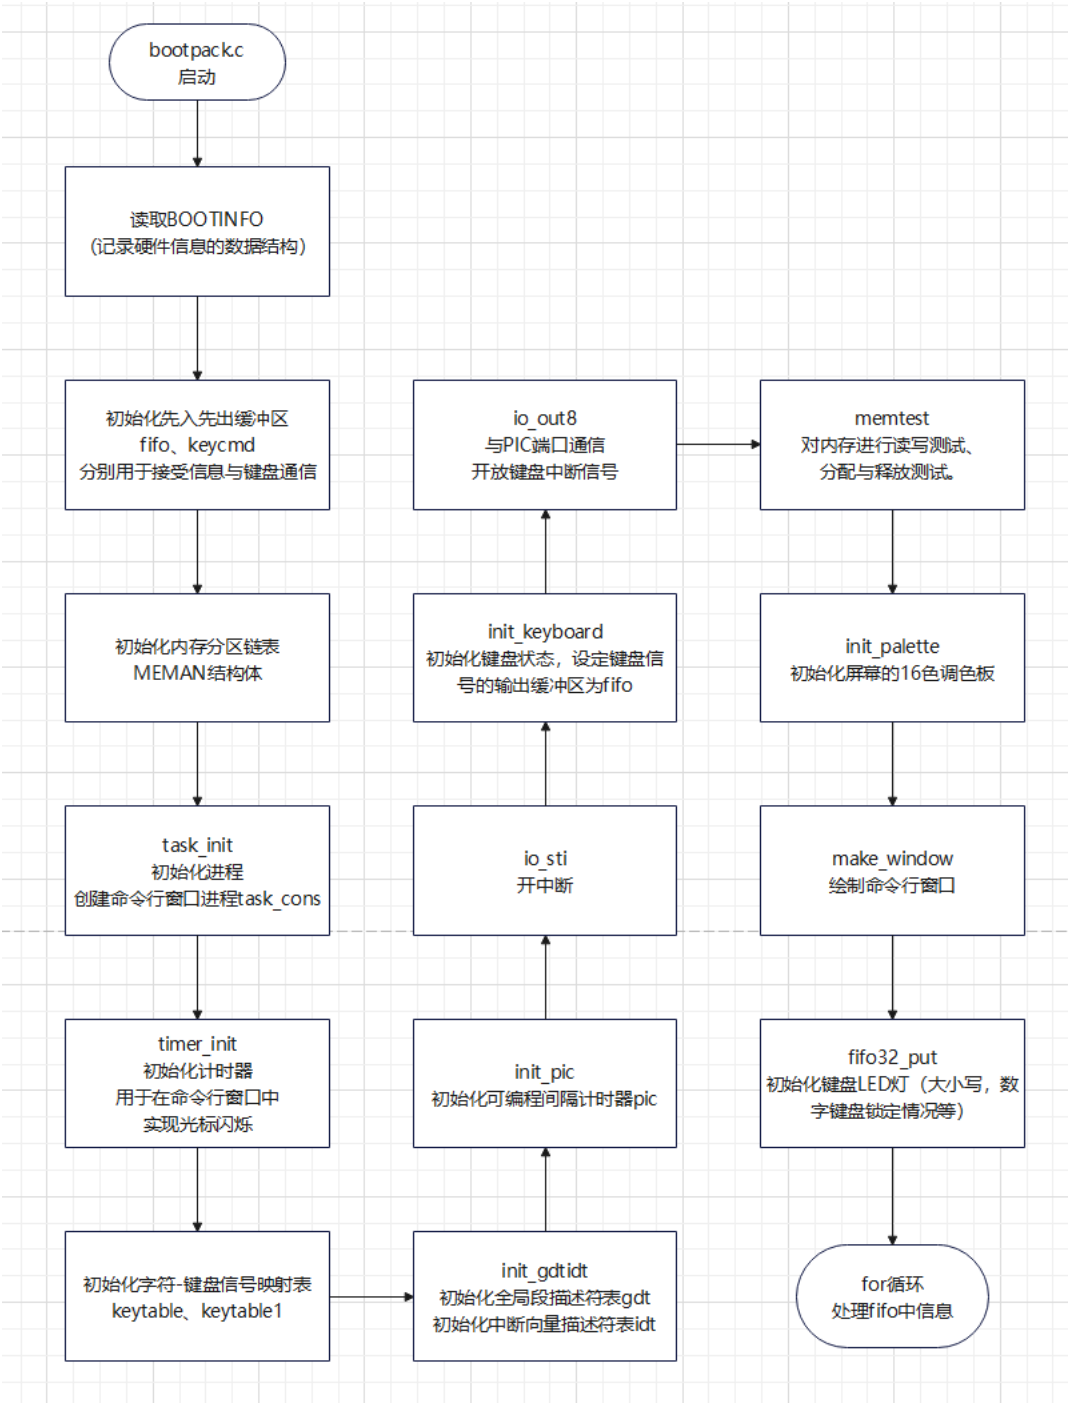 bootpack.c
启动
读取BOOTINFO
（记录硬件信息的数据结构）
初始化先入先出缓冲区
fifo、keycmd
分别用于接受信息与键盘通信
初始化内存分区链表
MEMAN结构体
task_init
初始化进程
创建命令行窗口进程task_cons
timer_init
初始化计时器
用于在命令行窗口中
实现光标闪烁
初始化字符-键盘信号映射表
keytable、keytable1
init_gdtidt
初始化全局段描述符表gdt
初始化中断向量描述符表idt
init_pic
初始化可编程间隔计时器pic
io_sti
开中断
init_keyboard
初始化键盘状态，设定键盘信
号的输出缓冲区为fifo
io_out8
与PIC端口通信
开放键盘中断信号
memtest
对内存进行读写测试、
分配与释放测试。
init_palette
初始化屏幕的16色调色板
make_window
绘制命令行窗口
fifo32_put
初始化键盘LED灯（大小写，数
字键盘锁定情况等）
for循环
处理fifo中信息